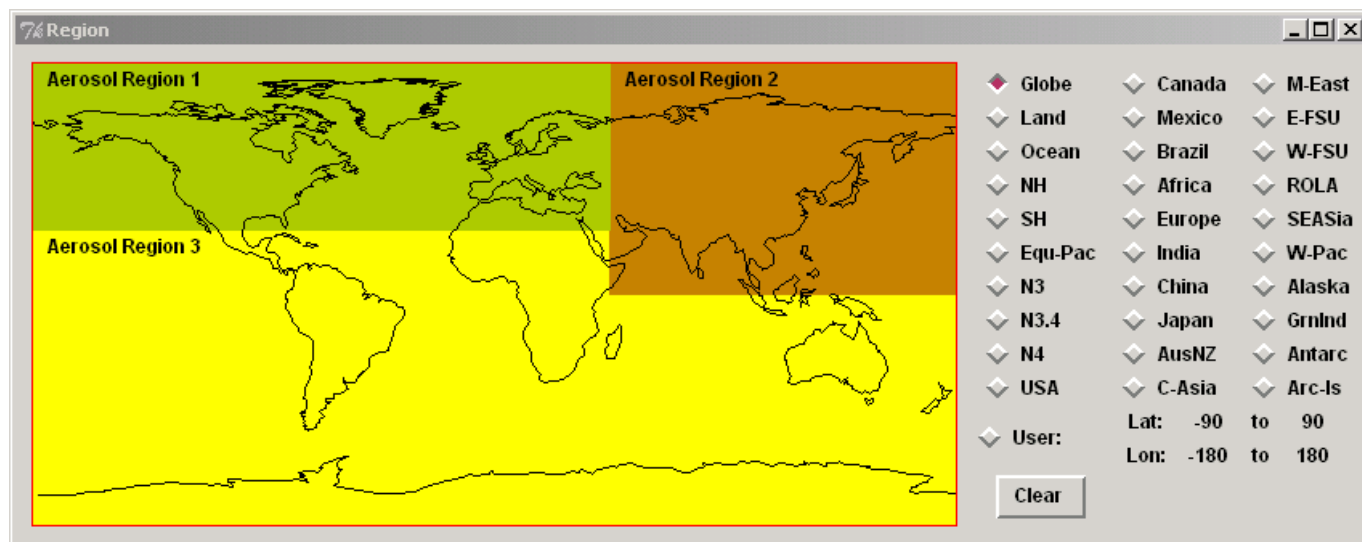 Region
Aerosol Region 1
Aerosol Region 2
Aerosol Region 3
Globe Canada M-East
Land Mexico E-FSU
Ocean Brazil W-FSU
NH Africa ROLA
SH Europe SEASia
Equ-Pac India W-Pac
N3 China Alaska
N3.4 Japan Grnlnd
N4 AusNZ Antarc
USA C-Asia Arc-Is
User: Lat: -90 to 90
Lon: -180 to 180
Clear